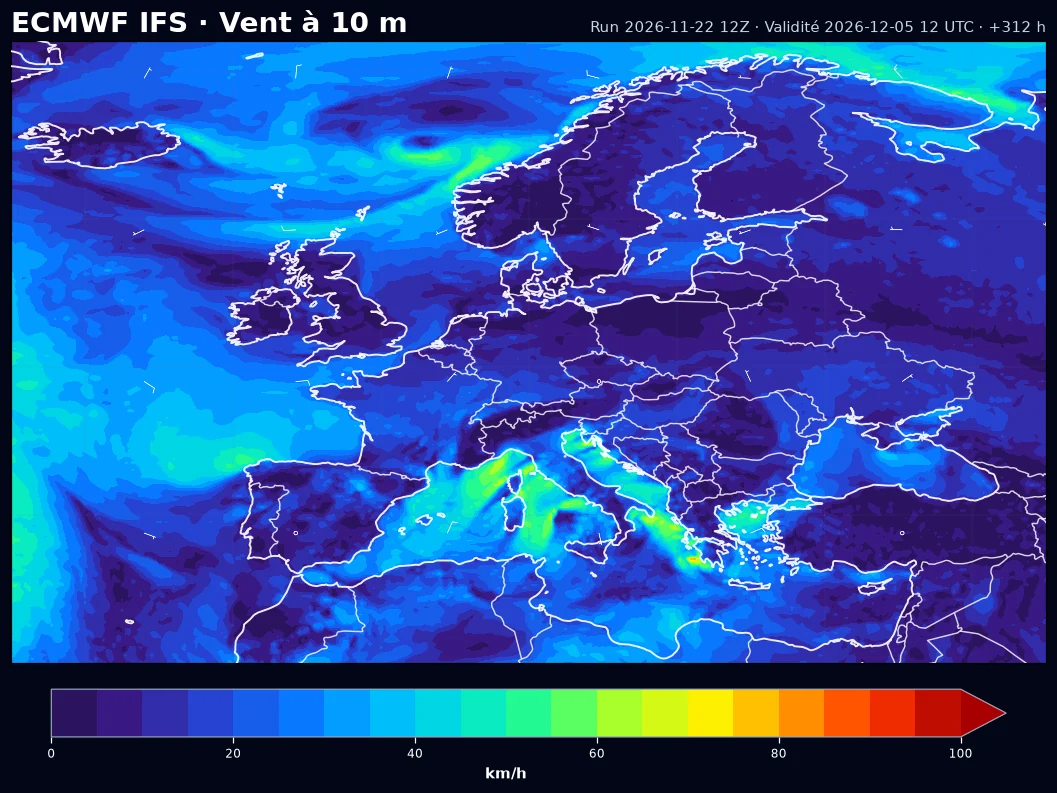 ECMWF IFS · Vent à 10 m
Run 2026-11-22 12Z · Validité 2026-12-05 12 UTC · +312 h
0 20 40 60 80 100
km/h